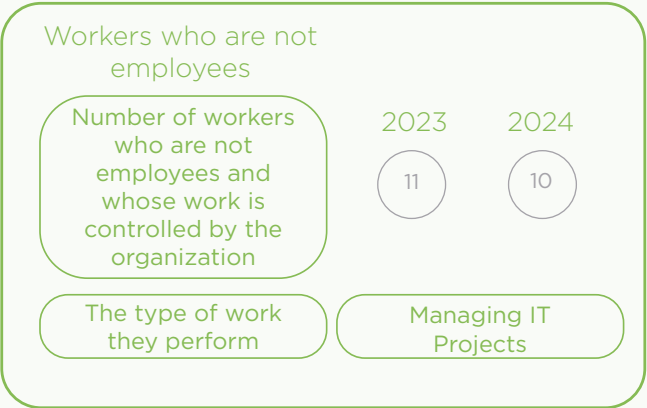 Workers who are not
employees
Number of workers
who are not
employees and
whose work is
controlled by the
organization
2023
2024
11
10
The type of work
they perform
Managing IT
Projects